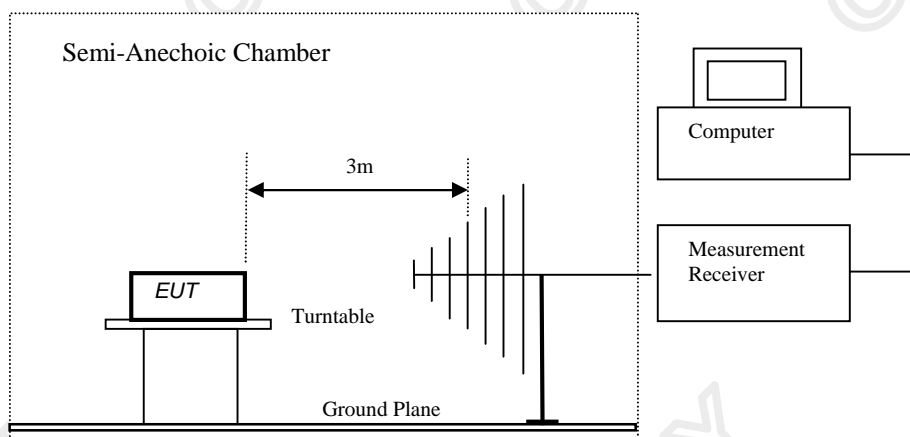 Semi-Anechoic Chamber
Computer
3m
Measurement
Receiver
EUT
Turntable
Ground Plane